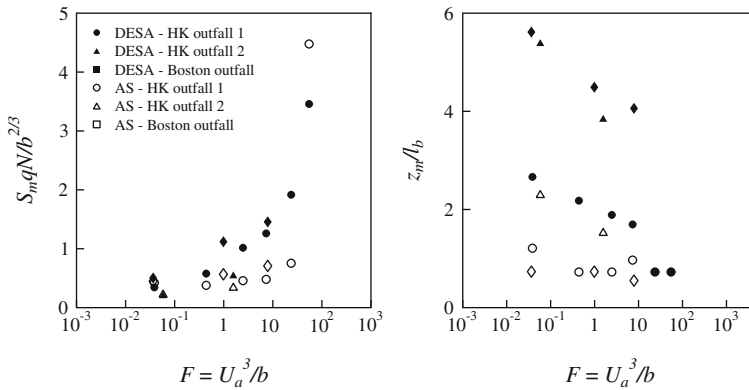 5
4
3
2
1
0
S_m qN/b^{2/3}
DESA - HK outfall 1
DESA - HK outfall 2
DESA - Boston outfall
AS - HK outfall 1
AS - HK outfall 2
AS - Boston outfall
10^{-3} 10^{-2} 10^{-1} 1 10 10^2 10^3
F = U_a^3/b
6
4
2
0
z_m/l_b
10^{-3} 10^{-2} 10^{-1} 1 10 10^2 10^3
F = U_a^3/b